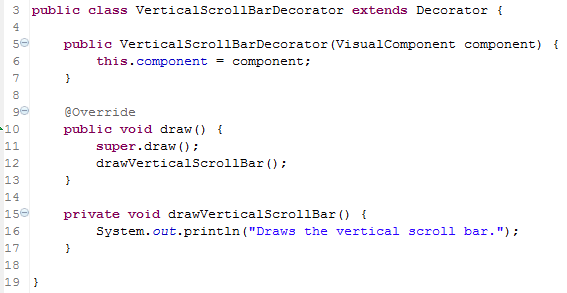 3 public class VerticalScrollBarDecorator extends Decorator {
4
5 public VerticalScrollBarDecorator(VisualComponent component) {
6 this.component = component;
7 }
8
9 @Override
10 public void draw() {
11 super.draw();
12 drawVerticalScrollBar();
13 }
14
15 private void drawVerticalScrollBar() {
16 System.out.println("Draws the vertical scroll bar.");
17 }
18
19 }